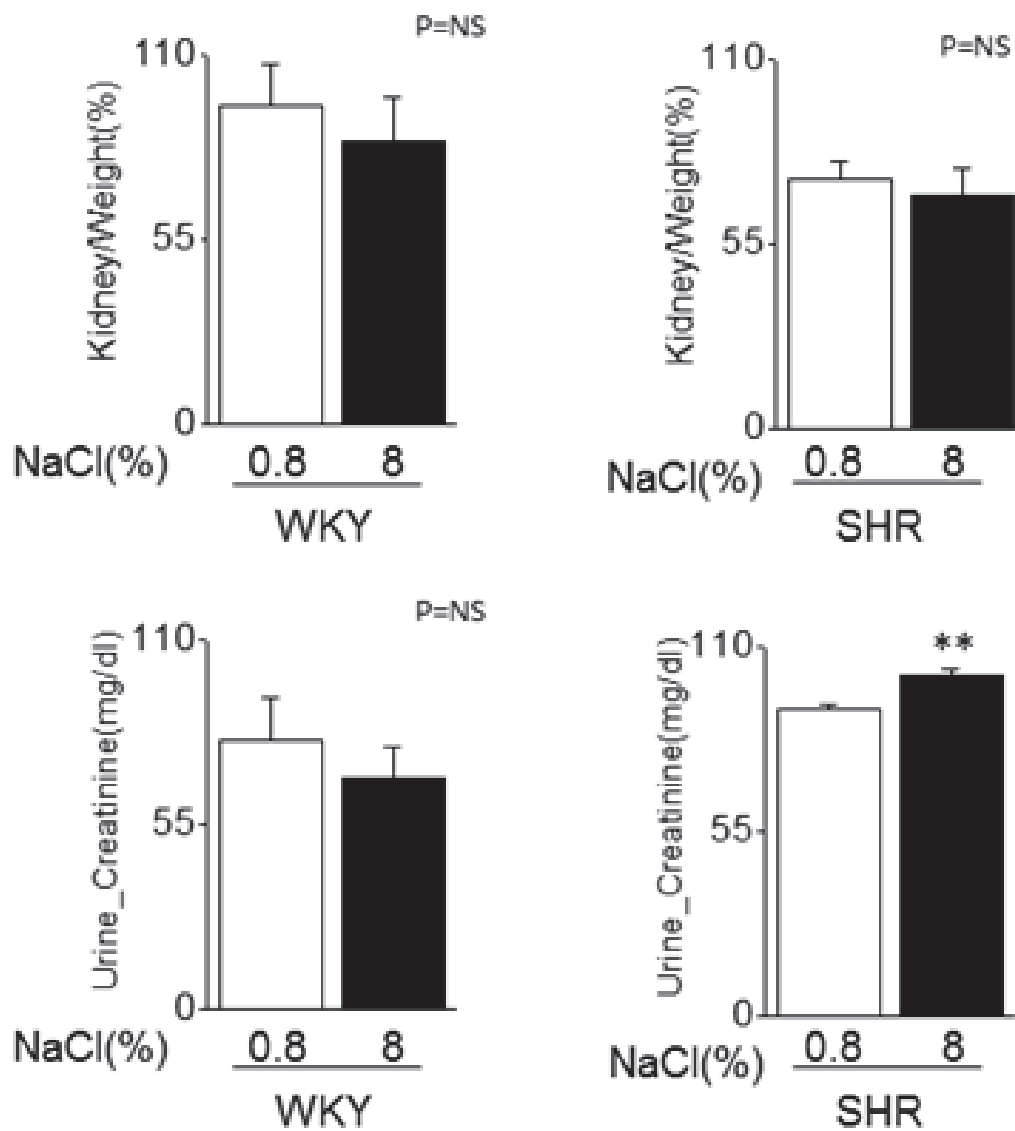 P=NS
110
55
0
Kidney/Weight(%)
NaCl(%) 0.8 8
WKY
P=NS
110
55
0
Kidney/Weight(%)
NaCl(%) 0.8 8
SHR
P=NS
110
55
0
Urine_Creatinine(mg/dl)
NaCl(%) 0.8 8
WKY
**
110
55
0
Urine_Creatinine(mg/dl)
NaCl(%) 0.8 8
SHR